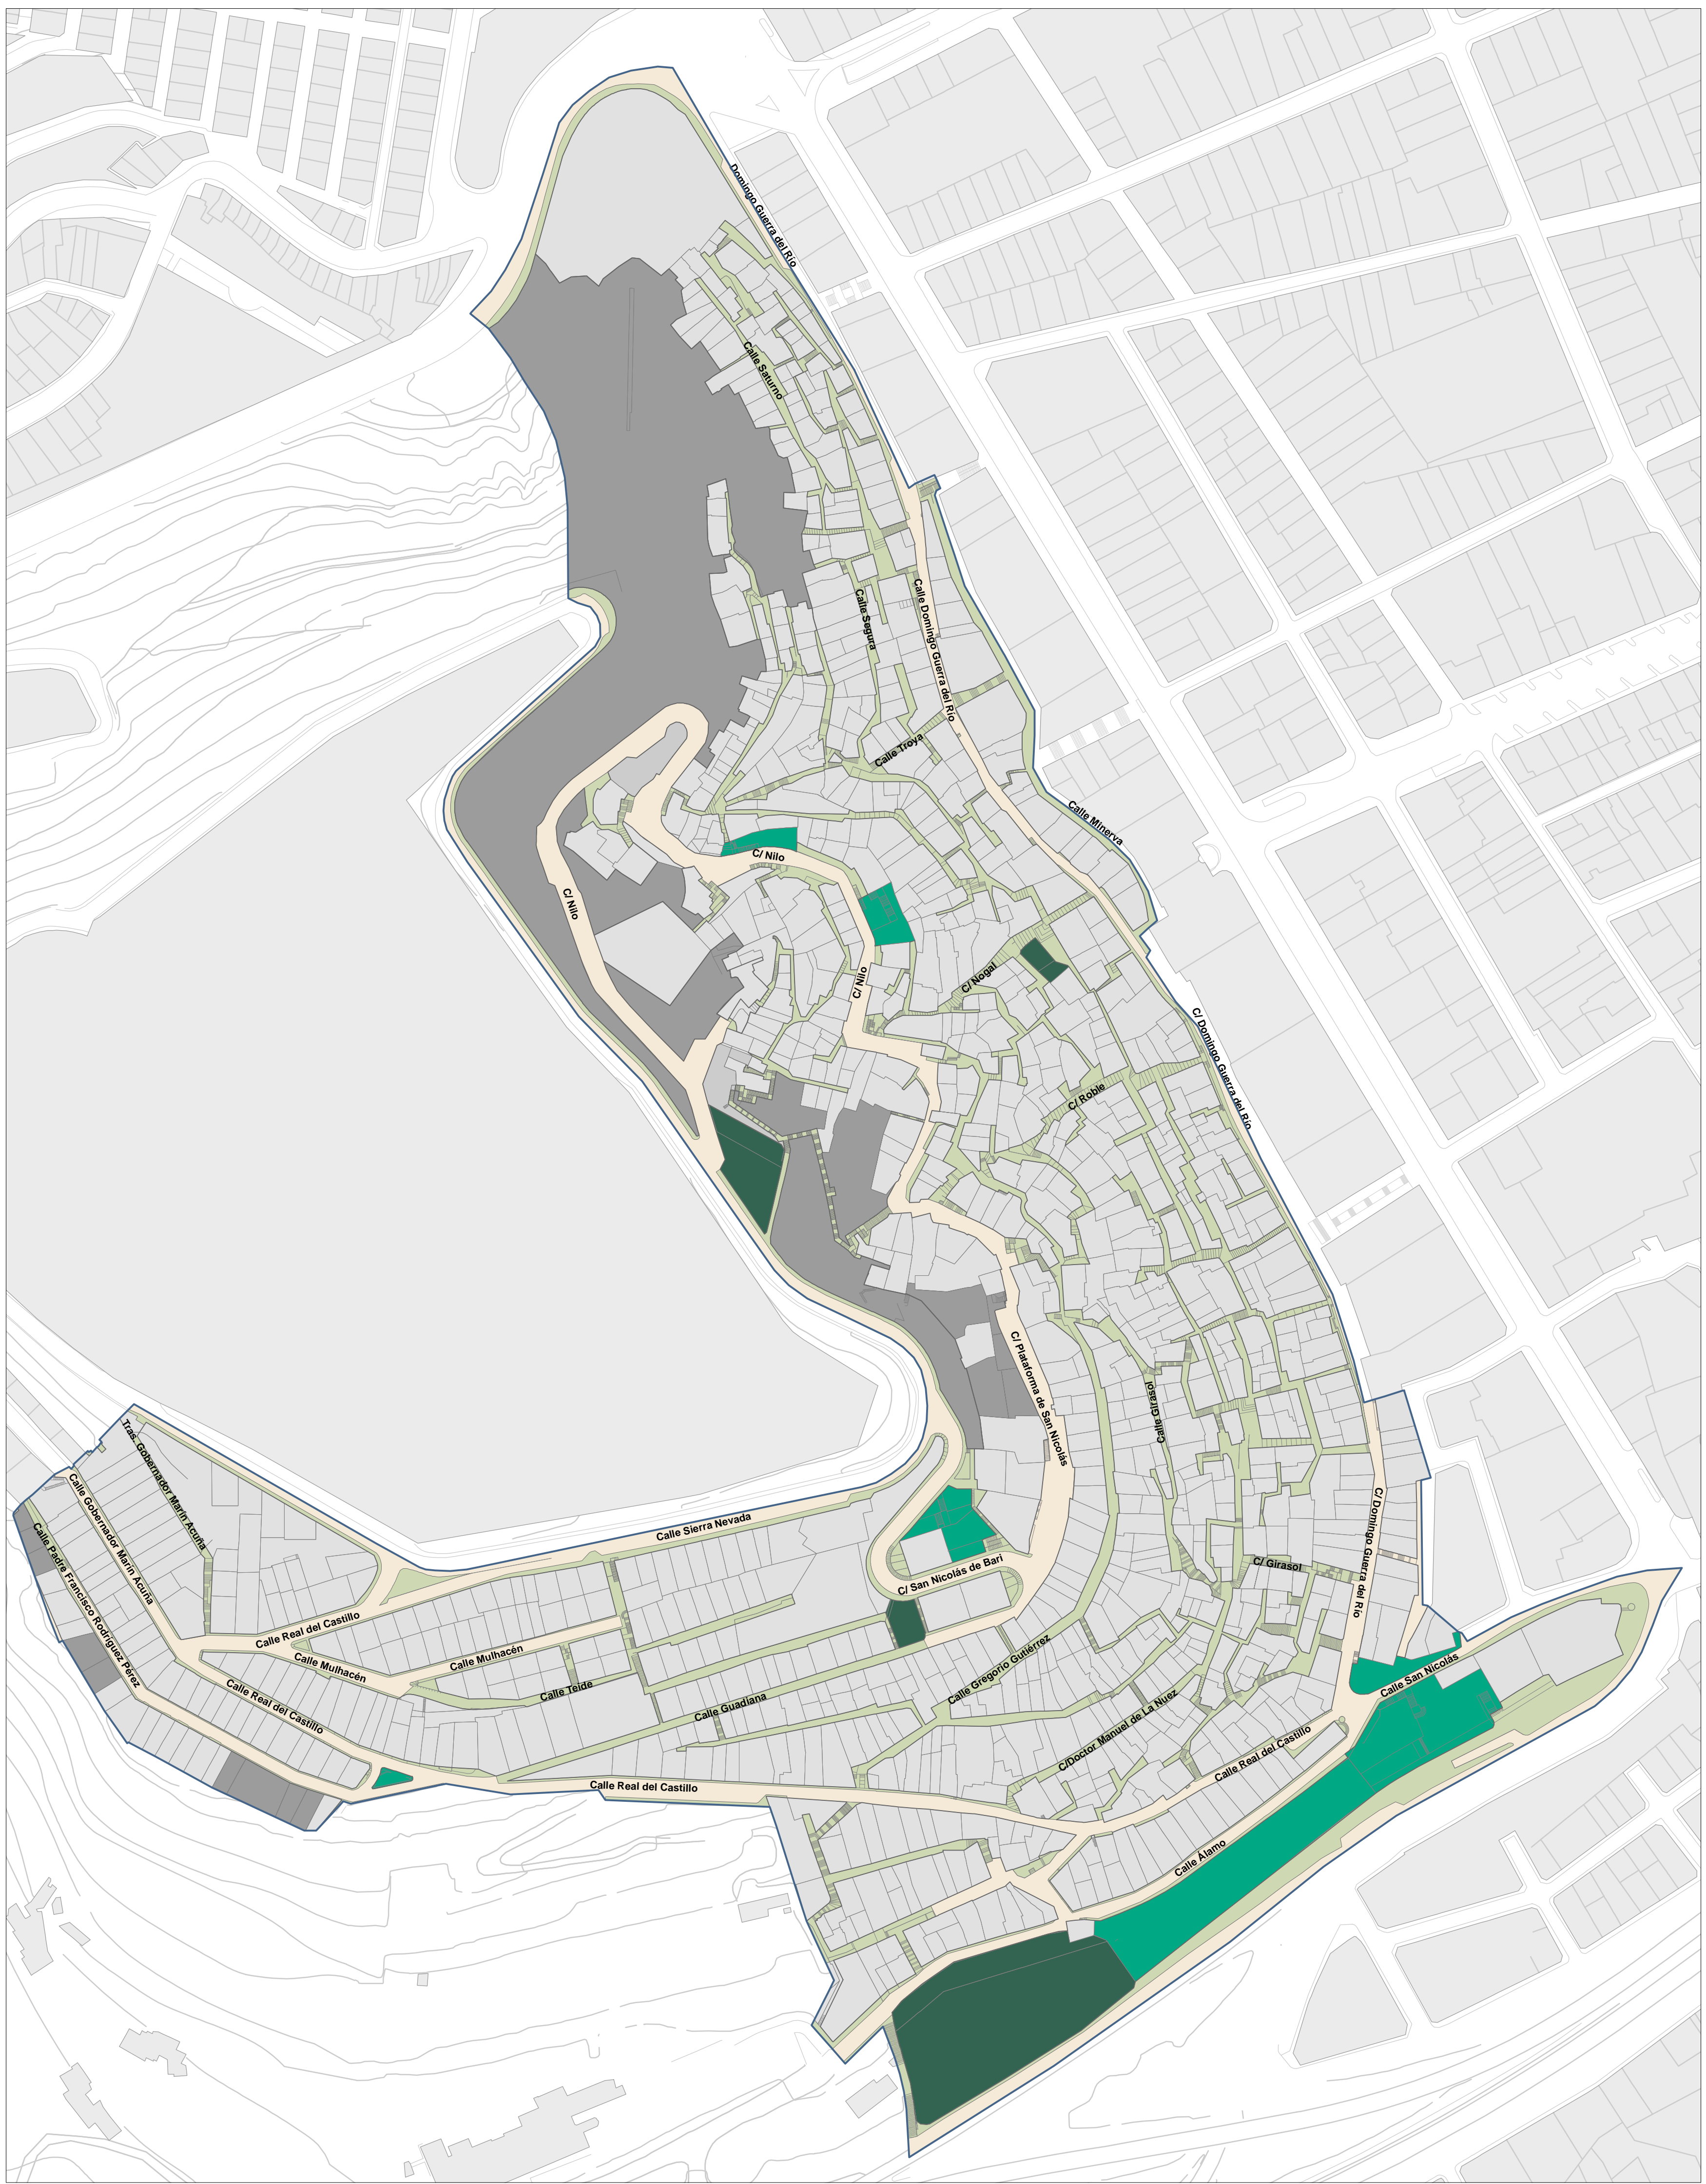 Domingo Guerra del Río
Calle Saturno
Calle Segura
Calle Domingo Guerra del Río
Calle Troya
Calle Minerva
C/ Nilo
C/ Nilo
C/ Nilo
C/ Nogal
C/ Domingo Guerra del Río
C/ Roble
C/ Plataforma de San Nicolás
Calle Girasol
Tras. Gobernador Marín Acuña
Calle Gobernador Marín Acuña
Calle Padre Francisco Rodríguez Pérez
Calle Sierra Nevada
C/ Domingo Guerra del Río
C/ San Nicolás de Bari
C/ Girasol
Calle Real del Castillo
Calle Mulhacén
Calle Mulhacén
Calle Teide
Calle Real del Castillo
Calle Guadiana
Calle Gregorio Gutiérrez
C/Doctor Manuel de La Nuez
Calle San Nicolás
Calle Real del Castillo
Calle Real del Castillo
Calle Álamo